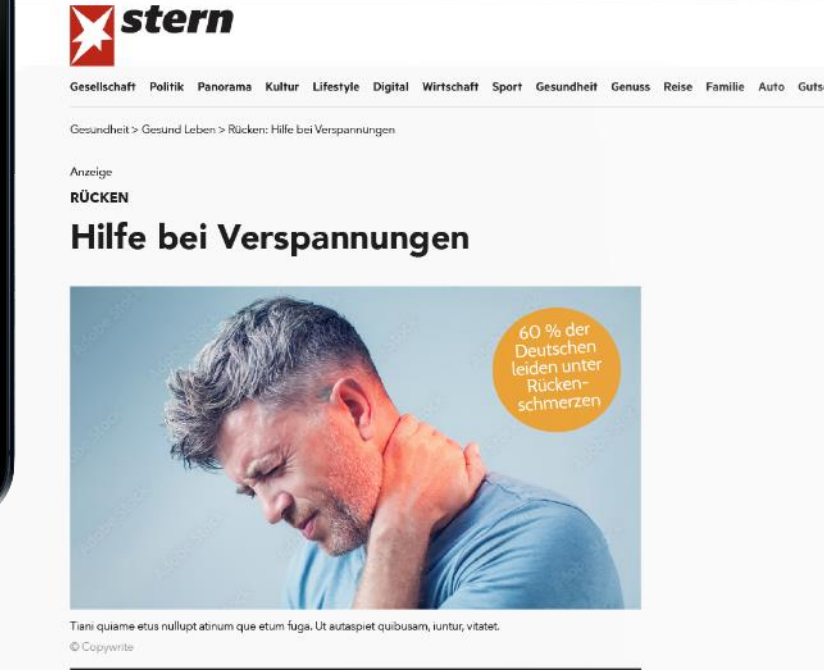 stern
Gesellschaft Politik Panorama Kultur Lifestyle Digital Wirtschaft Sport Gesundheit Genuss Reise Familie Auto
Gesundheit > Gesund Leben > Rücken: Hilfe bei Verspannungen
Anzeige
RÜCKEN
Hilfe bei Verspannungen
60 % der
Deutschen
leiden unter
Rücken-
schmerzen
Tiani quiame etus nullupt atinum que etum fuga. Ut autaspiet quibusam, iuntur, vitatet.
© Copywrite